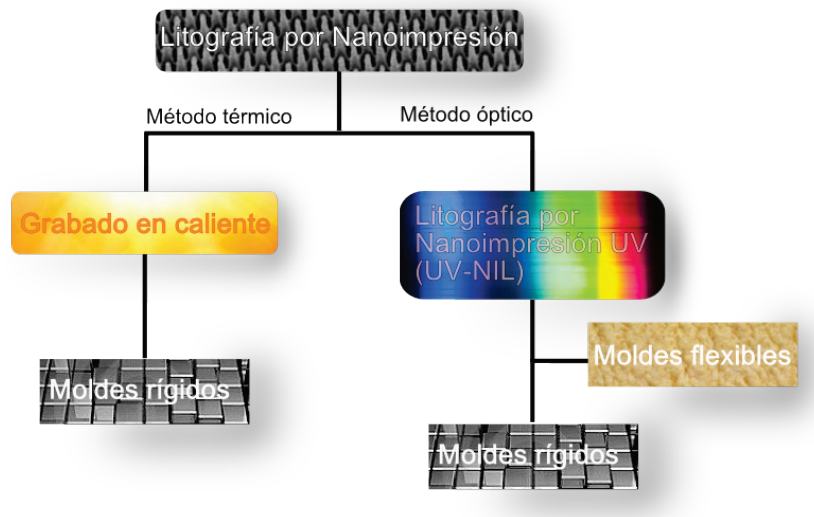 Litografía por Nanoimpresión
Método térmico
Método óptico
Grabado en caliente
Litografía por
Nanoimpresión UV
(UV-NIL)
Moldes flexibles
Moldes rígidos
Moldes rígidos